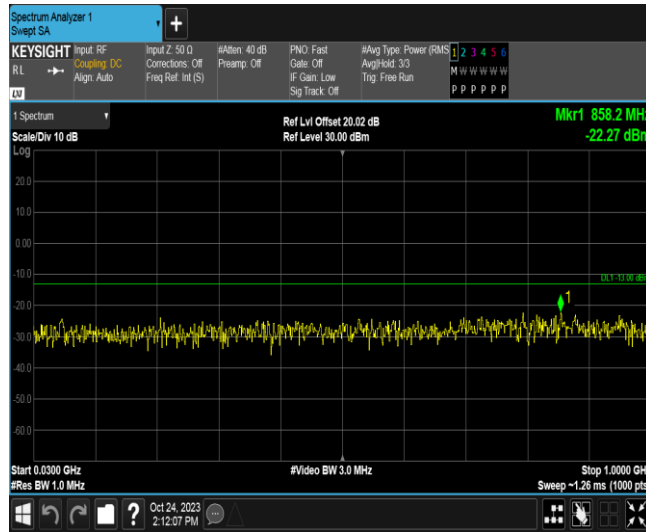 Spectrum Analyzer 1
Swept SA
KEYSIGHT
RL
LXI
Input: RF
Coupling: DC
Align: Auto
Input Z: 50 Ω
Corrections: Off
Freq Ref: Int (S)
#Atten: 40 dB
Preamp: Off
PNO: Fast
Gate: Off
IF Gain: Low
Sig Track: Off
#Avg Type: Power (RMS
Avg|Hold: 3/3
Trig: Free Run
1 2 3 4 5 6
M W W W W W
P P P P P P
1 Spectrum
Scale/Div 10 dB
Log
Ref Lvl Offset 20.02 dB
Ref Level 30.00 dBm
Mkr1 858.2 MHz
-22.27 dBm
20.0
10.0
0.00
-10.0
DL1 -13.00 dBm
1
-20.0
-30.0
-40.0
-50.0
-60.0
Start 0.0300 GHz
#Res BW 1.0 MHz
#Video BW 3.0 MHz
Stop 1.0000 GHz
Sweep ~1.26 ms (1000 pts)
?
Oct 24, 2023
2:12:07 PM